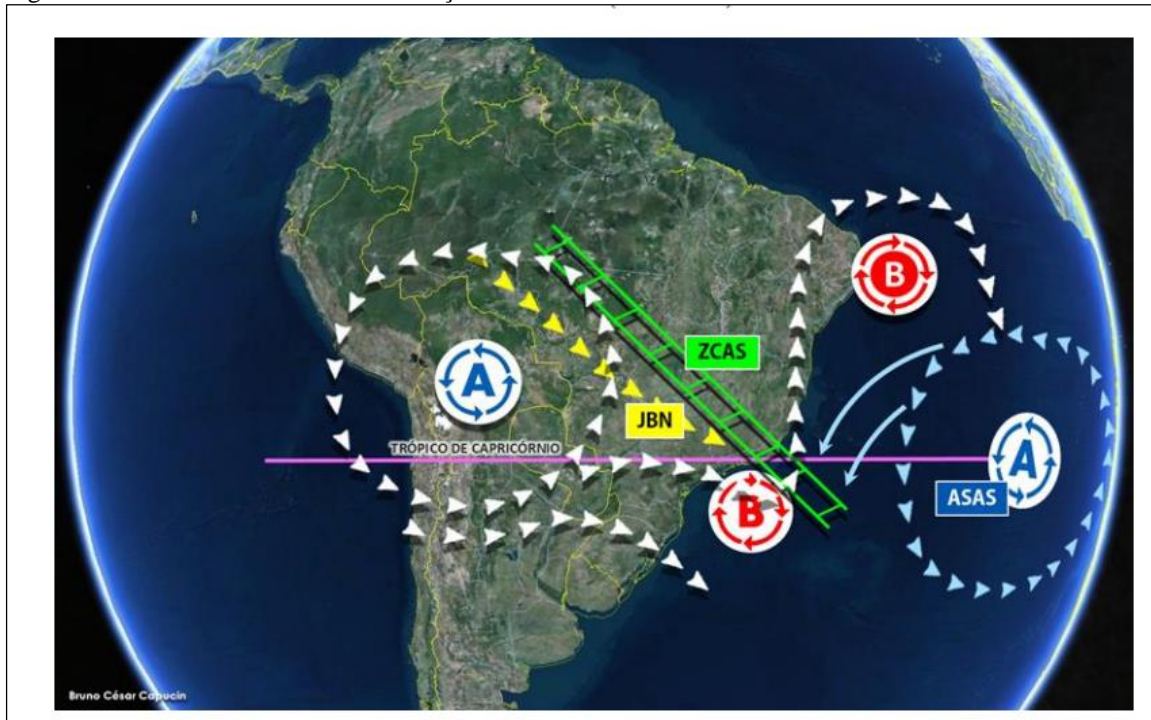 B
ZCAS
A
JBN
TRÓPICO DE CAPRICÓRNIO
A
ASAS
B
Bruno César Capucin